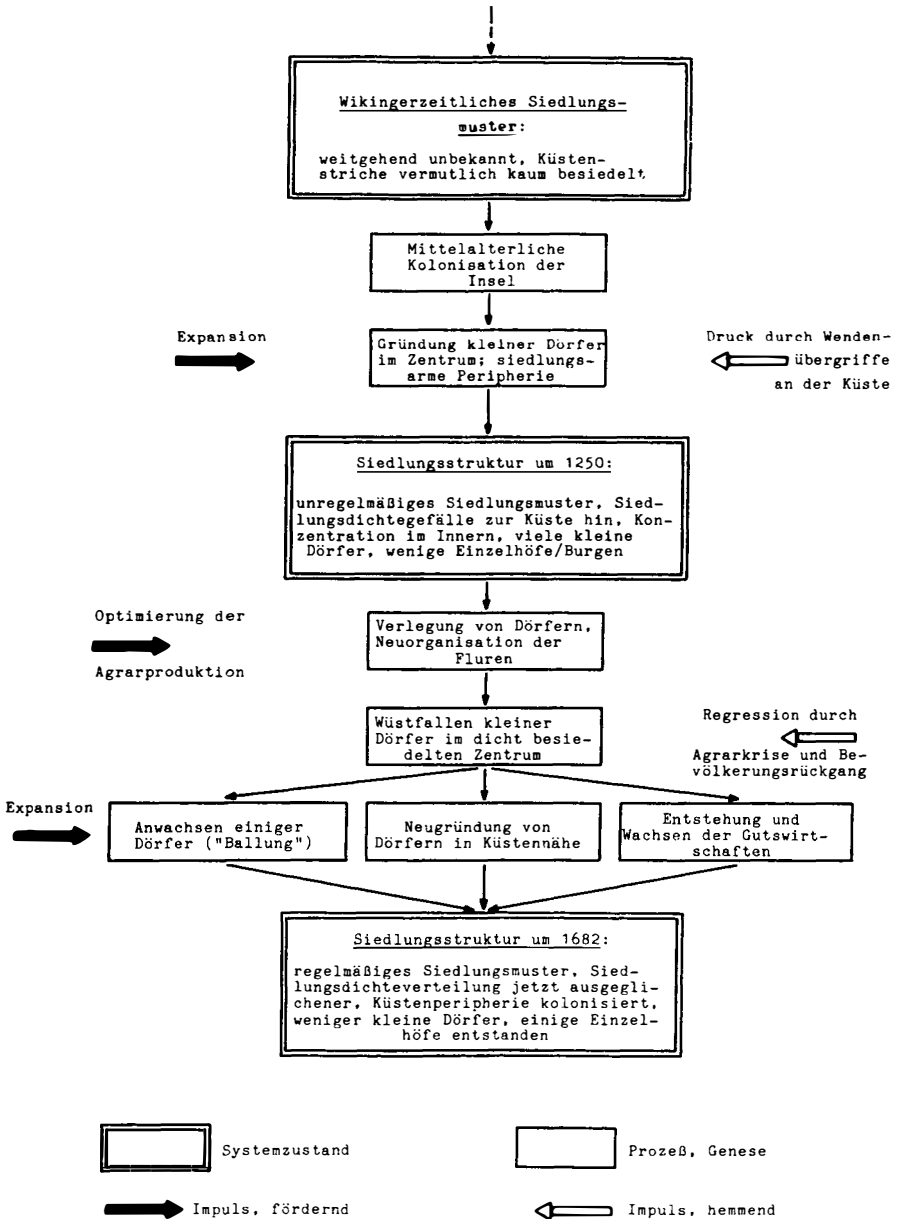 Wikingerzeitliches Siedlungs-
muster:
weitgehend unbekannt, Küsten-
striche vermutlich kaum besiedelt.
Mittelalterliche
Kolonisation der
Insel
Expansion
Gründung kleiner Dörfer
im Zentrum; siedlungs-
arme Peripherie
Druck durch Wenden-
übergriffe
an der Küste
Siedlungsstruktur um 1250:
unregelmäßiges Siedlungsmuster, Sied-
lungsdichtegefälle zur Küste hin, Kon-
zentration im Innern, viele kleine
Dörfer, wenige Einzelhöfe/Burgen
Optimierung der
Agrarproduktion
Verlegung von Dörfern,
Neuorganisation der
Fluren
Wüstfallen kleiner
Dörfer im dicht besie-
delten Zentrum
Regression durch
Agrarkrise und Be-
völkerungsrückgang
Expansion
Anwachsen einiger
Dörfer ("Ballung")
Neugründung von
Dörfern in Küstennähe
Entstehung und
Wachsen der Gutswirt-
schaften
Siedlungsstruktur um 1682:
regelmäßiges Siedlungsmuster, Sied-
lungsdichteverteilung jetzt ausgegli-
chener, Küstenperipherie kolonisiert,
weniger kleine Dörfer, einige Einzel-
höfe entstanden
Systemzustand
Prozeß, Genese
Impuls, fördernd
Impuls, hemmend